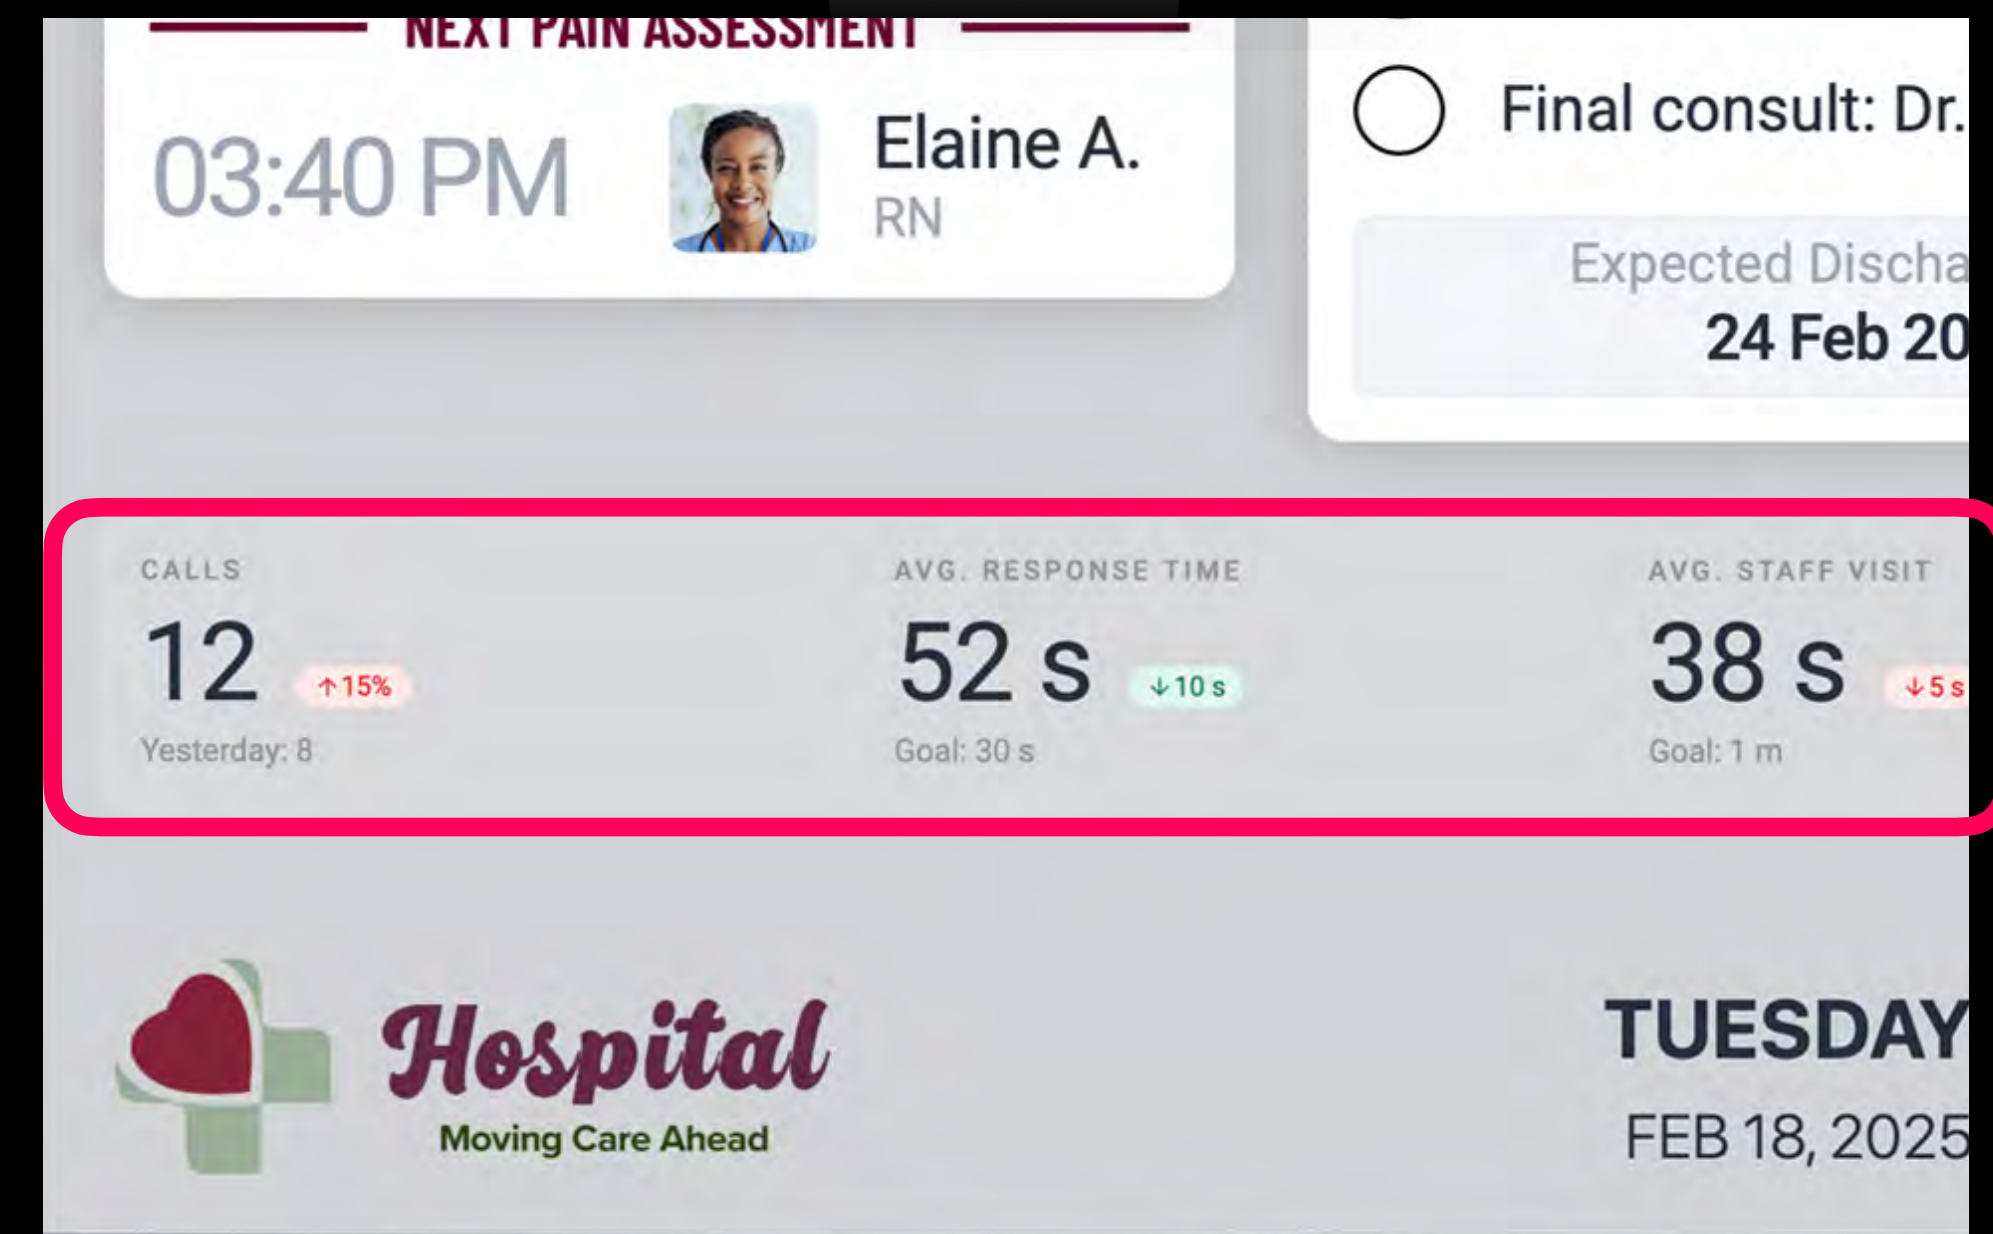 NEXT PAIN ASSESSMENT
03:40 PM
Elaine A.
RN
Final consult: Dr.
Expected Discha
24 Feb 20
CALLS
12 ↑15%
Yesterday: 8
AVG. RESPONSE TIME
52 s ↓10 s
Goal: 30 s
AVG. STAFF VISIT
38 s ↓5 s
Goal: 1 m
Hospital
Moving Care Ahead
TUESDAY
FEB 18, 2025